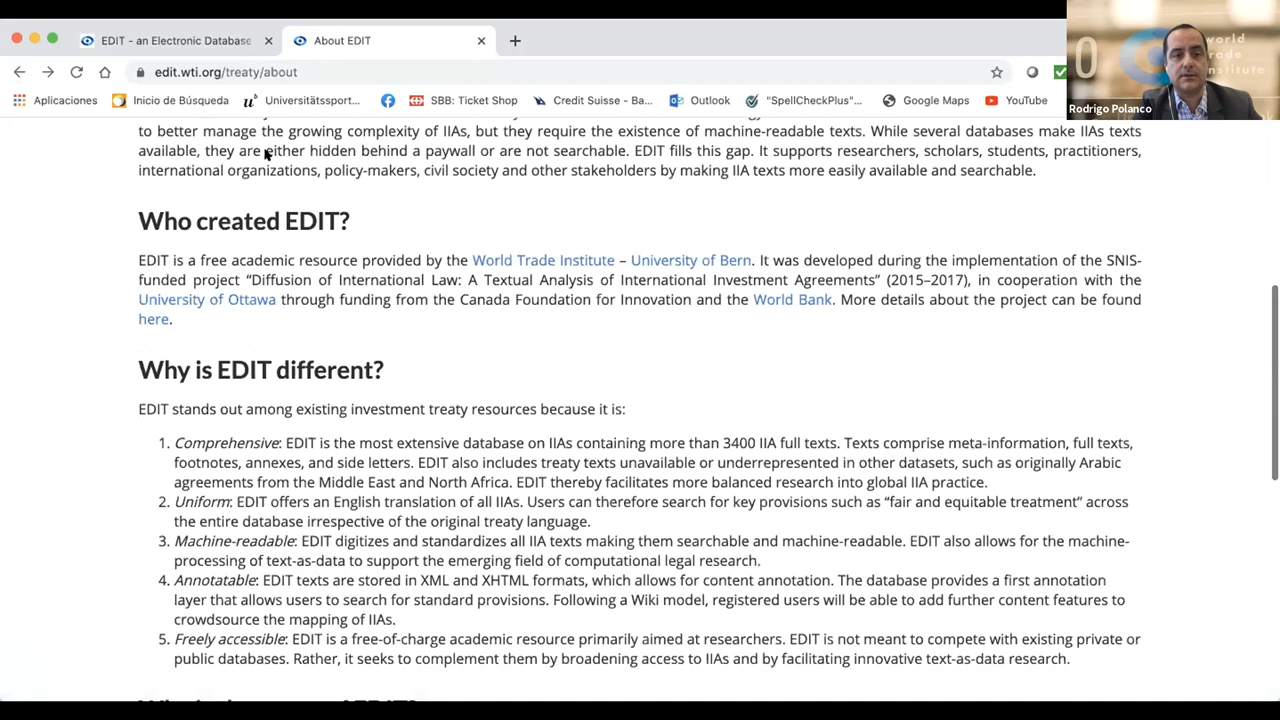 EDIT - an Electronic Database
About EDIT
edit.wti.org/treaty/about
Aplicaciones
Inicio de Búsqueda
Universitätssport...
SBB: Ticket Shop
Credit Suisse - Ba...
Outlook
"SpellCheckPlus"...
Google Maps
YouTube
world
trade
institute
Rodrigo Polanco
to better manage the growing complexity of IIAs, but they require the existence of machine-readable texts. While several databases make IIAs texts
available, they are either hidden behind a paywall or are not searchable. EDIT fills this gap. It supports researchers, scholars, students, practitioners,
international organizations, policy-makers, civil society and other stakeholders by making IIA texts more easily available and searchable.
Who created EDIT?
EDIT is a free academic resource provided by the World Trade Institute – University of Bern. It was developed during the implementation of the SNIS-
funded project “Diffusion of International Law: A Textual Analysis of International Investment Agreements” (2015–2017), in cooperation with the
University of Ottawa through funding from the Canada Foundation for Innovation and the World Bank. More details about the project can be found
here.
Why is EDIT different?
EDIT stands out among existing investment treaty resources because it is:
1. Comprehensive: EDIT is the most extensive database on IIAs containing more than 3400 IIA full texts. Texts comprise meta-information, full texts,
footnotes, annexes, and side letters. EDIT also includes treaty texts unavailable or underrepresented in other datasets, such as originally Arabic
agreements from the Middle East and North Africa. EDIT thereby facilitates more balanced research into global IIA practice.
2. Uniform: EDIT offers an English translation of all IIAs. Users can therefore search for key provisions such as “fair and equitable treatment” across
the entire database irrespective of the original treaty language.
3. Machine-readable: EDIT digitizes and standardizes all IIA texts making them searchable and machine-readable. EDIT also allows for the machine-
processing of text-as-data to support the emerging field of computational legal research.
4. Annotatable: EDIT texts are stored in XML and XHTML formats, which allows for content annotation. The database provides a first annotation
layer that allows users to search for standard provisions. Following a Wiki model, registered users will be able to add further content features to
crowdsource the mapping of IIAs.
5. Freely accessible: EDIT is a free-of-charge academic resource primarily aimed at researchers. EDIT is not meant to compete with existing private or
public databases. Rather, it seeks to complement them by broadening access to IIAs and by facilitating innovative text-as-data research.